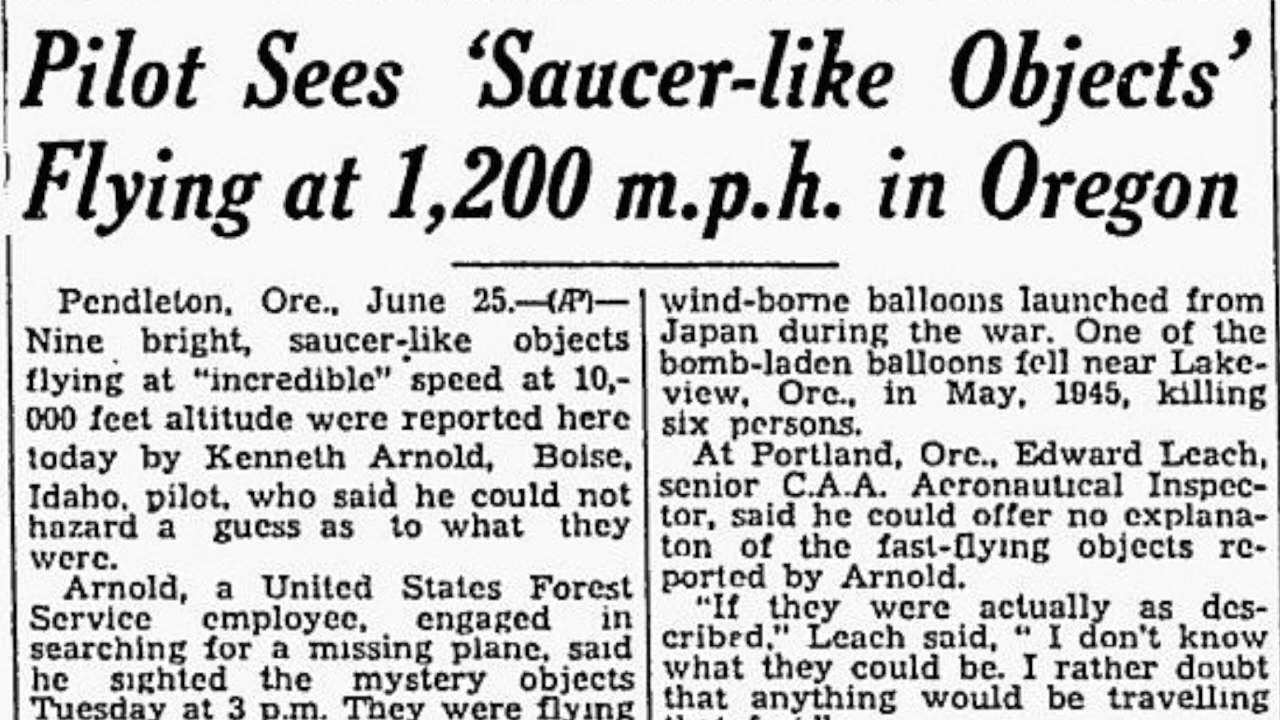 Pilot Sees ‘Saucer-like Objects’
Flying at 1,200 m.p.h. in Oregon
Pendleton, Ore., June 25.—(AP)—
Nine bright, saucer-like objects
flying at “incredible” speed at 10,-
000 feet altitude were reported here
today by Kenneth Arnold, Boise,
Idaho, pilot, who said he could not
hazard a guess as to what they
were.
Arnold, a United States Forest
Service employee, engaged in
searching for a missing plane, said
he sighted the mystery objects
Tuesday at 3 p.m. They were flying
wind-borne balloons launched from
Japan during the war. One of the
bomb-laden balloons fell near Lake-
view, Ore., in May, 1945, killing
six persons.
At Portland, Ore., Edward Leach,
senior C.A.A. Aeronautical Inspec-
tor, said he could offer no explana-
ton of the fast-flying objects re-
ported by Arnold.
“If they were actually as des-
cribed,” Leach said, “ I don't know
what they could be. I rather doubt
that anything would be travelling